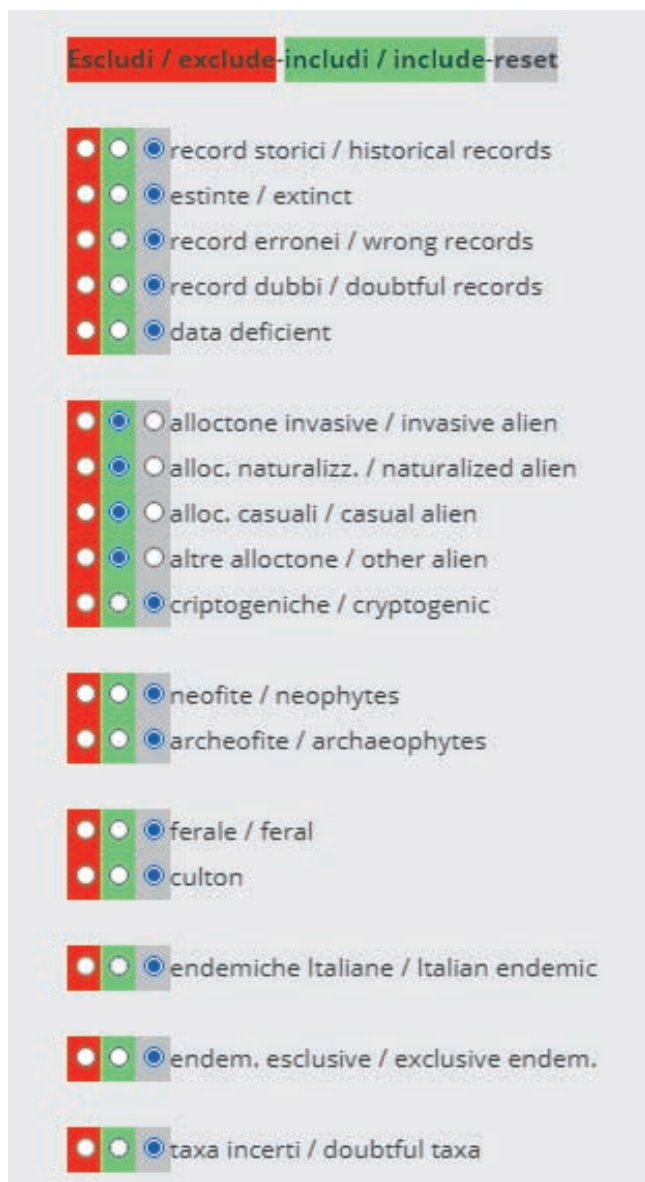 Escludi / exclude-includi / include-reset
record storici / historical records
estinte / extinct
record erronei / wrong records
record dubbi / doubtful records
data deficient
alloctone invasive / invasive alien
alloc. naturalizz. / naturalized alien
alloc. casuali / casual alien
altre alloctone / other alien
criptogeniche / cryptogenic
neofite / neophytes
archeofite / archaeophytes
ferale / feral
culton
endemiche Italiane / Italian endemic
endem. esclusive / exclusive endem.
taxa incerti / doubtful taxa